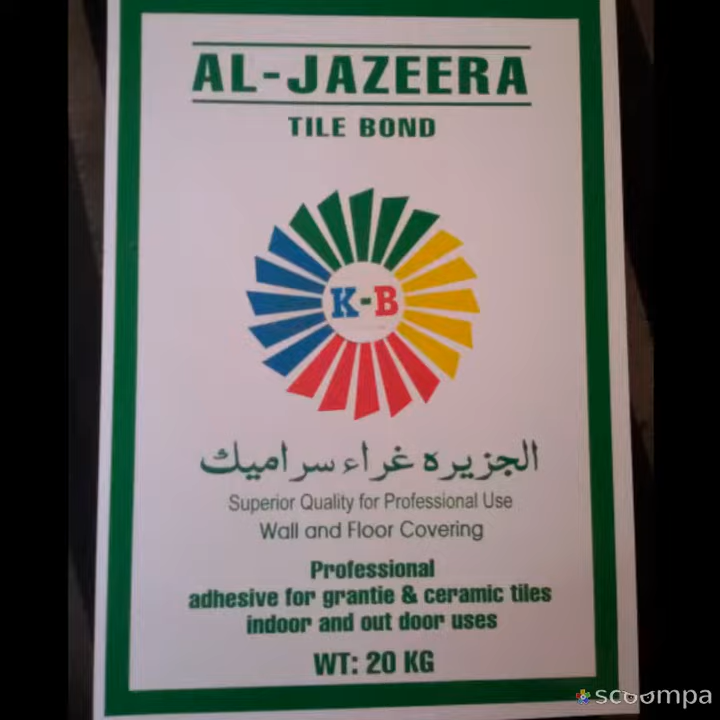 AL-JAZEERA
TILE BOND
K-B
الجزيره غراء سراميك
Superior Quality for Professional Use
Wall and Floor Covering
Professional
adhesive for grantie & ceramic tiles
indoor and out door uses
WT: 20 KG
scoompa